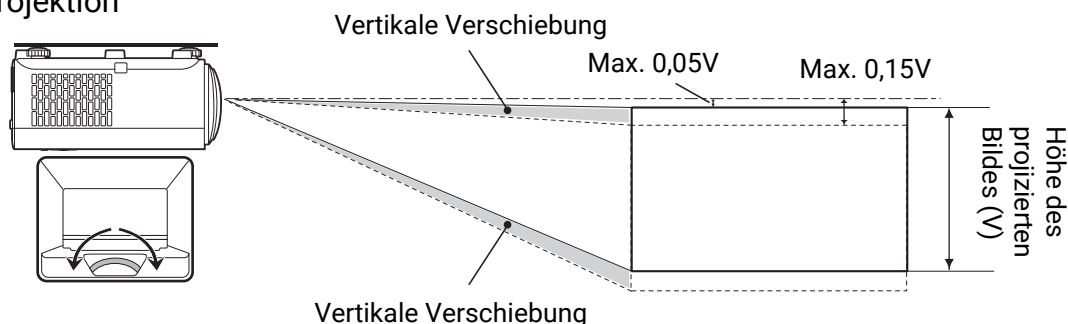 rojektion
Vertikale Verschiebung
Max. 0,05V
Max. 0,15V
Höhe des
projizierten
Bildes (V)
Vertikale Verschiebung